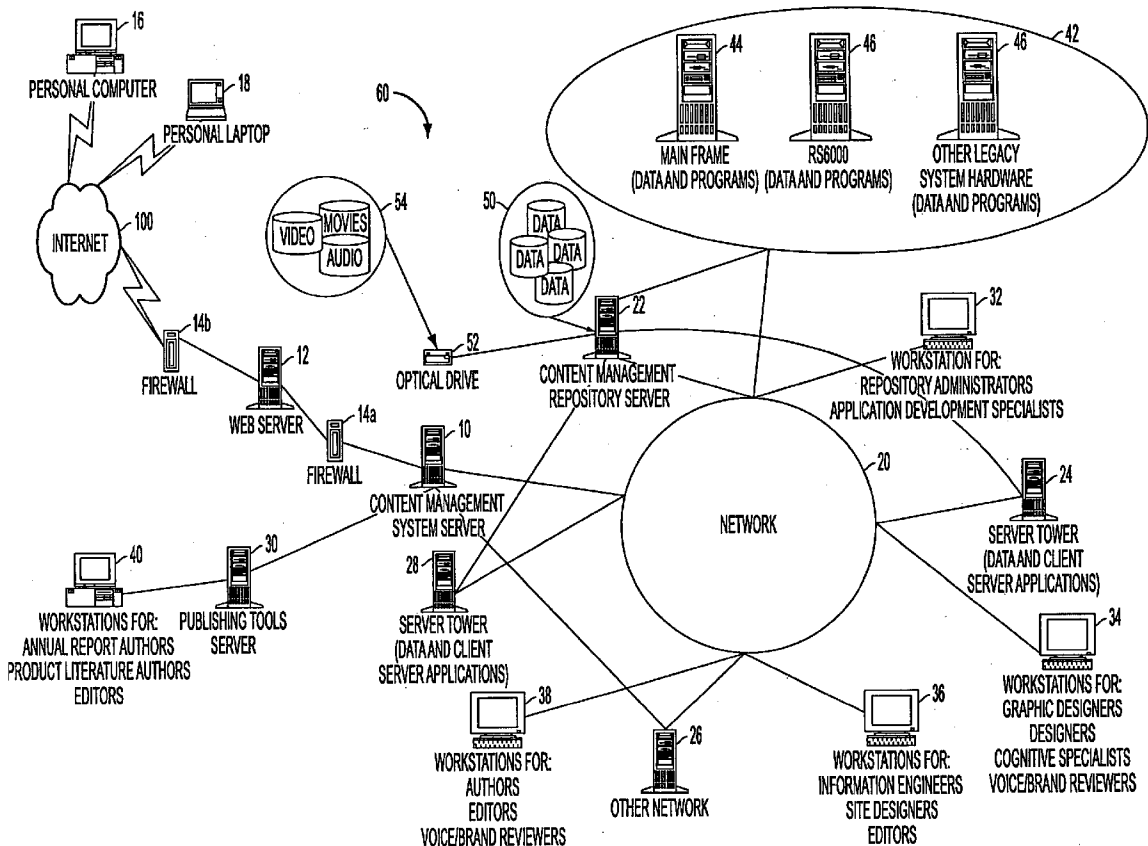 16
PERSONAL COMPUTER
18
PERSONAL LAPTOP
100
INTERNET
60
42
44
46
46
MAIN FRAME
(DATA AND PROGRAMS)
RS6000
(DATA AND PROGRAMS)
OTHER LEGACY
SYSTEM HARDWARE
(DATA AND PROGRAMS)
54
VIDEO
MOVIES
AUDIO
50
DATA
DATA
DATA
DATA
14b
FIREWALL
12
WEB SERVER
52
OPTICAL DRIVE
22
CONTENT MANAGEMENT
REPOSITORY SERVER
32
WORKSTATION FOR:
REPOSITORY ADMINISTRATORS
APPLICATION DEVELOPMENT SPECIALISTS
14a
FIREWALL
10
CONTENT MANAGEMENT
SYSTEM SERVER
20
NETWORK
24
SERVER TOWER
(DATA AND CLIENT
SERVER APPLICATIONS)
40
WORKSTATIONS FOR:
ANNUAL REPORT AUTHORS
PRODUCT LITERATURE AUTHORS
EDITORS
30
PUBLISHING TOOLS
SERVER
28
SERVER TOWER
(DATA AND CLIENT
SERVER APPLICATIONS)
34
WORKSTATIONS FOR:
GRAPHIC DESIGNERS
DESIGNERS
COGNITIVE SPECIALISTS
VOICE/BRAND REVIEWERS
38
WORKSTATIONS FOR:
AUTHORS
EDITORS
VOICE/BRAND REVIEWERS
26
OTHER NETWORK
36
WORKSTATIONS FOR:
INFORMATION ENGINEERS
SITE DESIGNERS
EDITORS